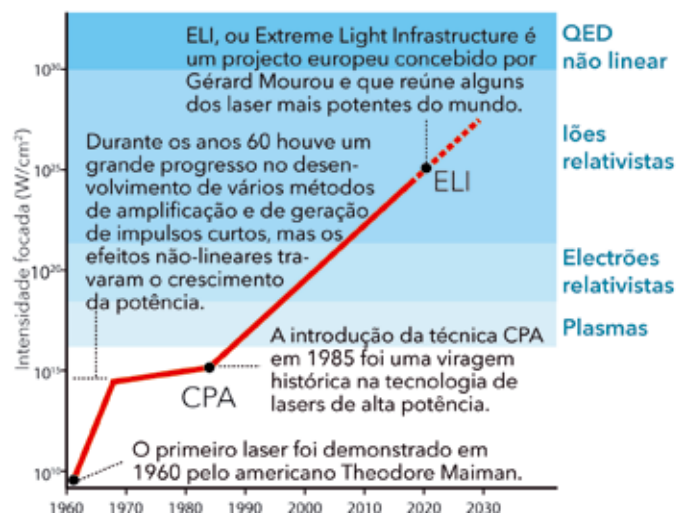 ELI, ou Extreme Light Infrastructure é
um projecto europeu concebido por
Gérard Mourou e que reúne alguns
dos laser mais potentes do mundo.
QED
não linear
10³⁰
Durante os anos 60 houve um
grande progresso no desen-
volvimento de vários métodos
de amplificação e de geração
de impulsos curtos, mas os
efeitos não-lineares tra-
varam o crescimento
da potência.
Iões
relativistas
10²⁵
ELI
Intensidade focada (W/cm²)
10²⁰
Electrões
relativistas
Plasmas
A introdução da técnica CPA
em 1985 foi uma viragem
histórica na tecnologia de
lasers de alta potência.
10¹⁵
CPA
O primeiro laser foi demonstrado em
1960 pelo americano Theodore Maiman.
10¹⁰
1960 1970 1980 1990 2000 2010 2020 2030